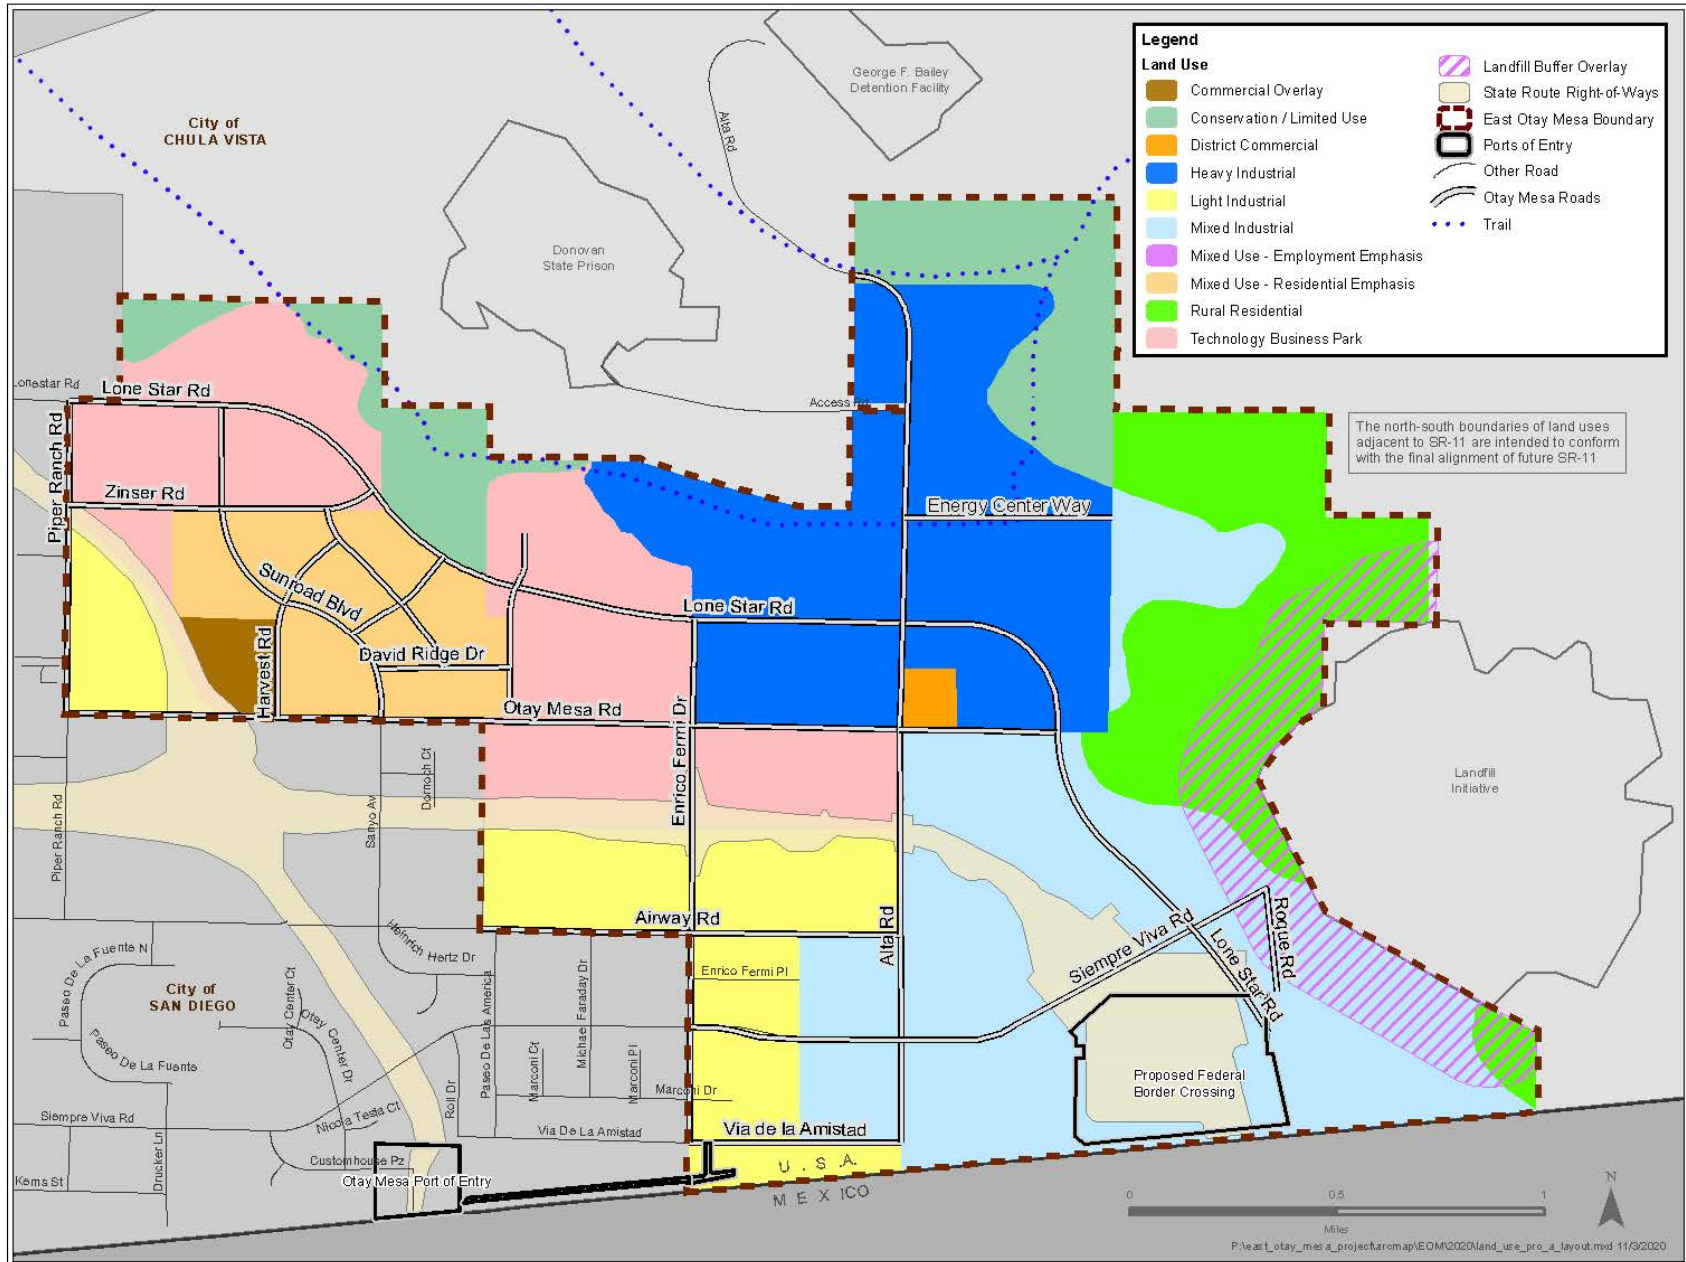 Legend
Land Use
Commercial Overlay
Conservation / Limited Use
District Commercial
Heavy Industrial
Light Industrial
Mixed Industrial
Mixed Use - Employment Emphasis
Mixed Use - Residential Emphasis
Rural Residential
Technology Business Park
Landfill Buffer Overlay
State Route Right-of-Ways
East Otay Mesa Boundary
Ports of Entry
Other Road
Otay Mesa Roads
Trail
George F. Bailey
Detention Facility
Alta Rd
City of
CHULA VISTA
Donovan
State Prison
Access Rd
Lonestar Rd
Lone Star Rd
Piper Ranch Rd
Zinser Rd
The north-south boundaries of land uses
adjacent to SR-11 are intended to conform
with the final alignment of future SR-11
Energy Center Way
Sunroad Blvd
Lone Star Rd
Harvest Rd
David Ridge Dr
Otay Mesa Rd
Enrico Fermi Dr
Dornoch Ct
Sanyo Av
Piper Ranch Rd
Landfill
Initiative
Airway Rd
Alta Rd
Siempre Viva Rd
Lone Star Rd
Roque Rd
Heinrich Hertz Dr
Paseo De La Fuente N
Enrico Fermi Pl
City of
SAN DIEGO
Otay Center Ct
Otay Center Dr
Paseo De Las America
Michael Faraday Dr
Paseo De La Fuente
Marconi Ct
Marconi Pl
Marconi Dr
Roll Dr
Proposed Federal
Border Crossing
Siempre Viva Rd
Nicola Tesla Ct
Via De La Amistad
Via de la Amistad
Drucker Ln
Customhouse Pz
Kerns St
Otay Mesa Port of Entry
U.S.A.
MEXICO
N
0 0.5 1
Miles
P:\east_otay_mesa_project\arcmap\EOM\2020\land_use_pro_a_layout.mxd 11/3/2020